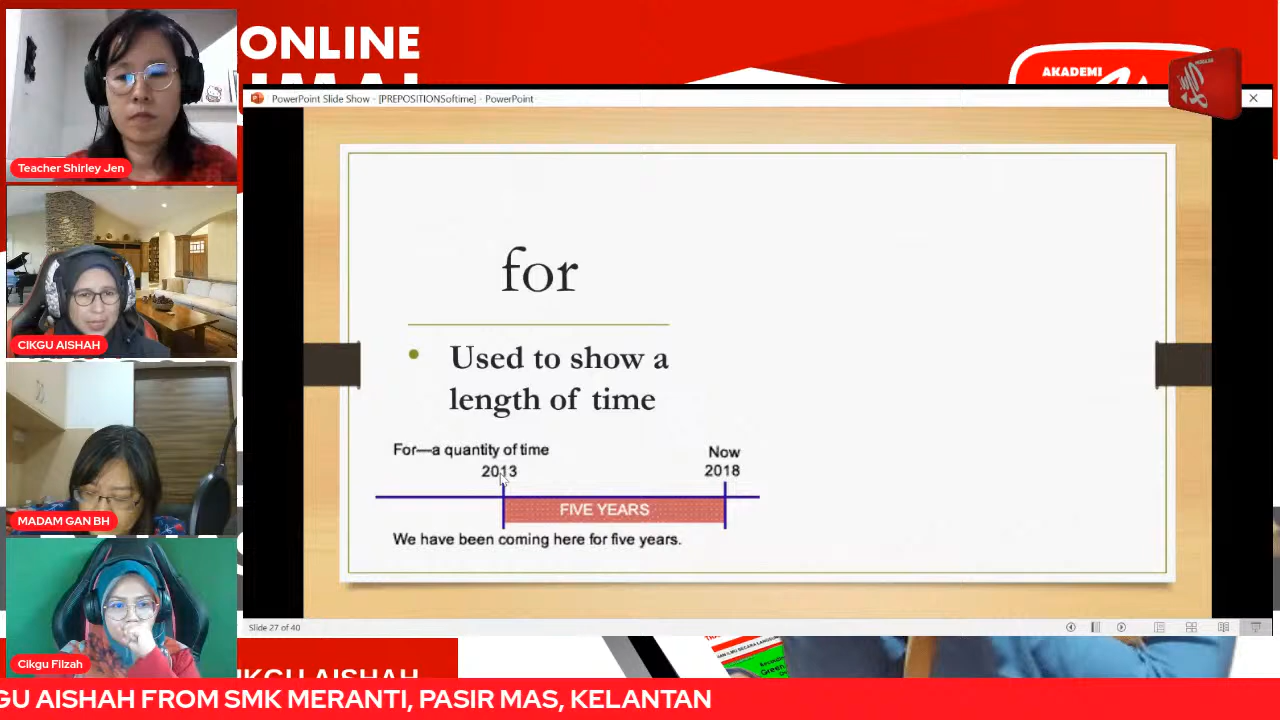 ONLINE
AKADEMI
PowerPoint Slide Show - [PREPOSITIONSoftime] - PowerPoint
Teacher Shirley Jen
CIKGU AISHAH
MADAM GAN BH
Cikgu Filzah
for
Used to show a
length of time
For—a quantity of time
Now
2013
2018
FIVE YEARS
We have been coming here for five years.
Slide 27 of 40
GU AISHAH FROM SMK MERANTI, PASIR MAS, KELANTAN